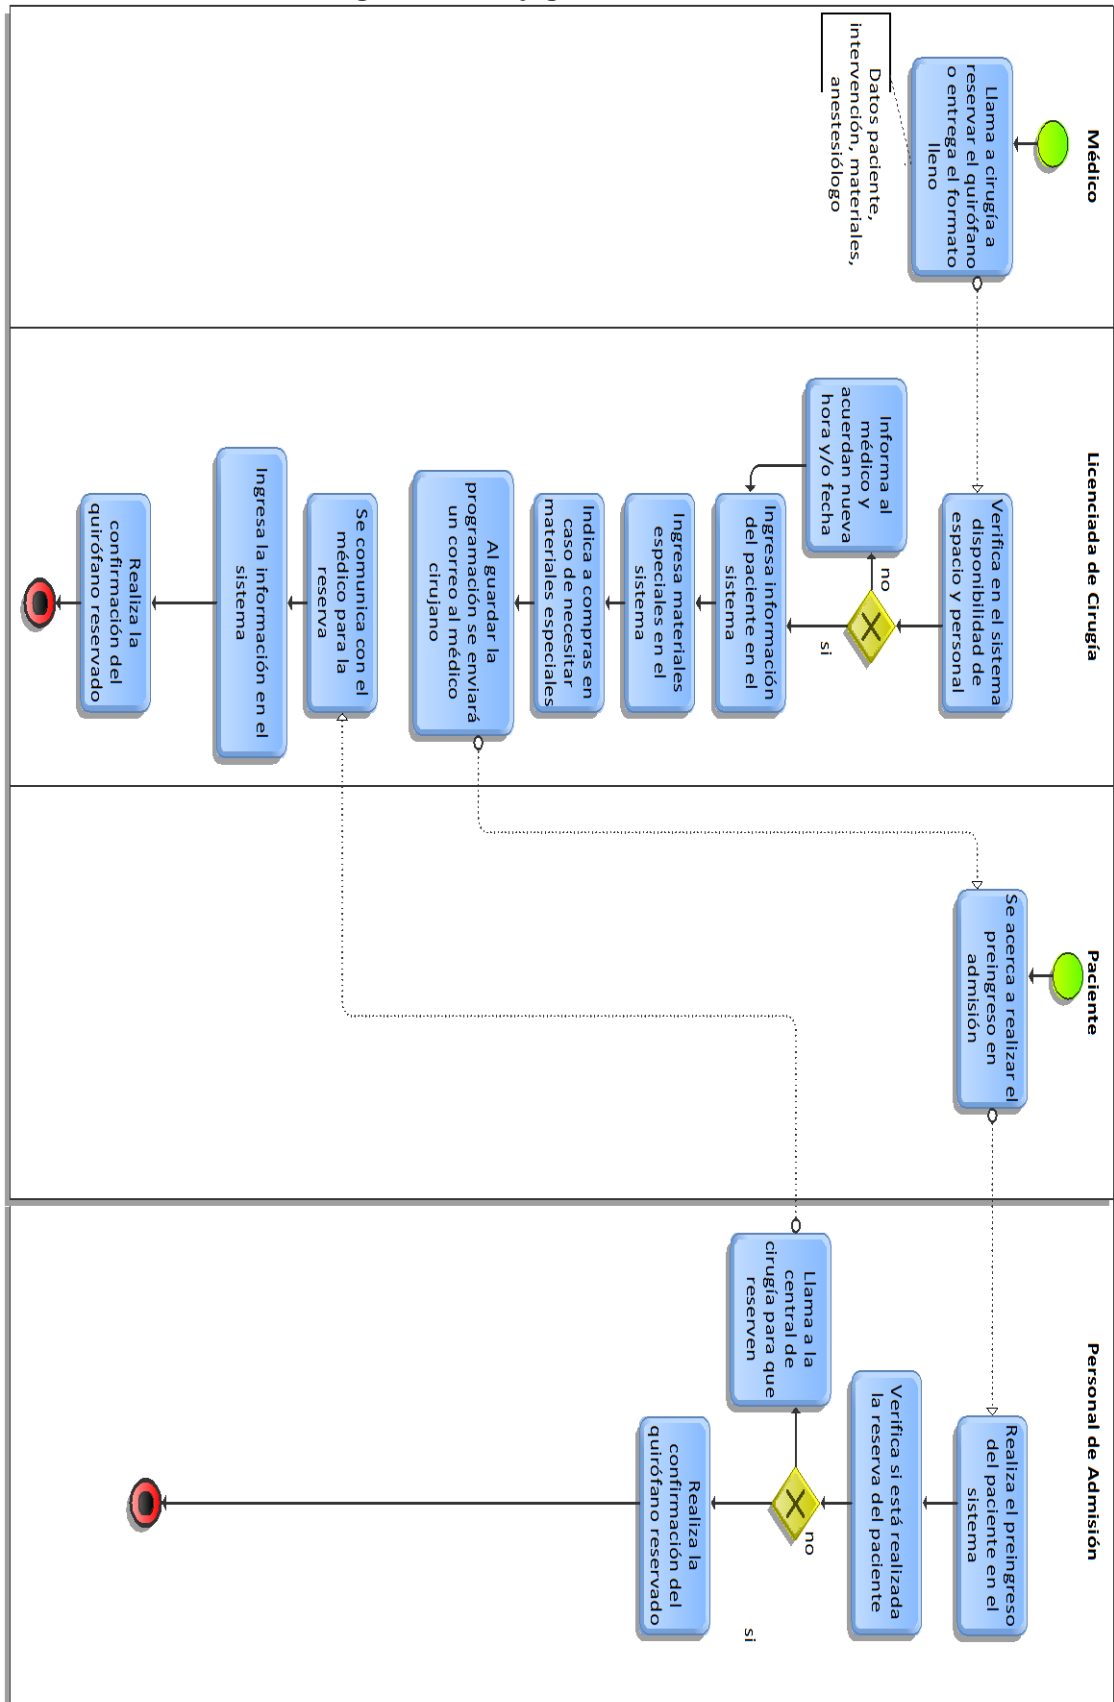 Médico
Llama a cirugía a
reservar el quirófano
o entrega el formato
lleno
Datos paciente,
intervención, materiales,
anestesiólogo
Licenciada de Cirugía
Verifica en el sistema
disponibilidad de
espacio y personal
no
si
Informa al
médico y
acuerdan nueva
hora y/o fecha
Ingresa información
del paciente en el
sistema
Ingresa materiales
especiales en el
sistema
Indica a compras en
caso de necesitar
materiales especiales
Al guardar la
programación se enviará
un correo al médico
cirujano
Se comunica con el
médico para la
reserva
Ingresa la información en el
sistema
Realiza la
confirmación del
quirófano reservado
Paciente
Se acerca a realizar el
preingreso en
admisión
Personal de Admisión
Realiza el preingreso
del paciente en el
sistema
Verifica si está realizada
la reserva del paciente
no
si
Llama a la
central de
cirugía para que
reserven
Realiza la
confirmación del
quirófano reservado